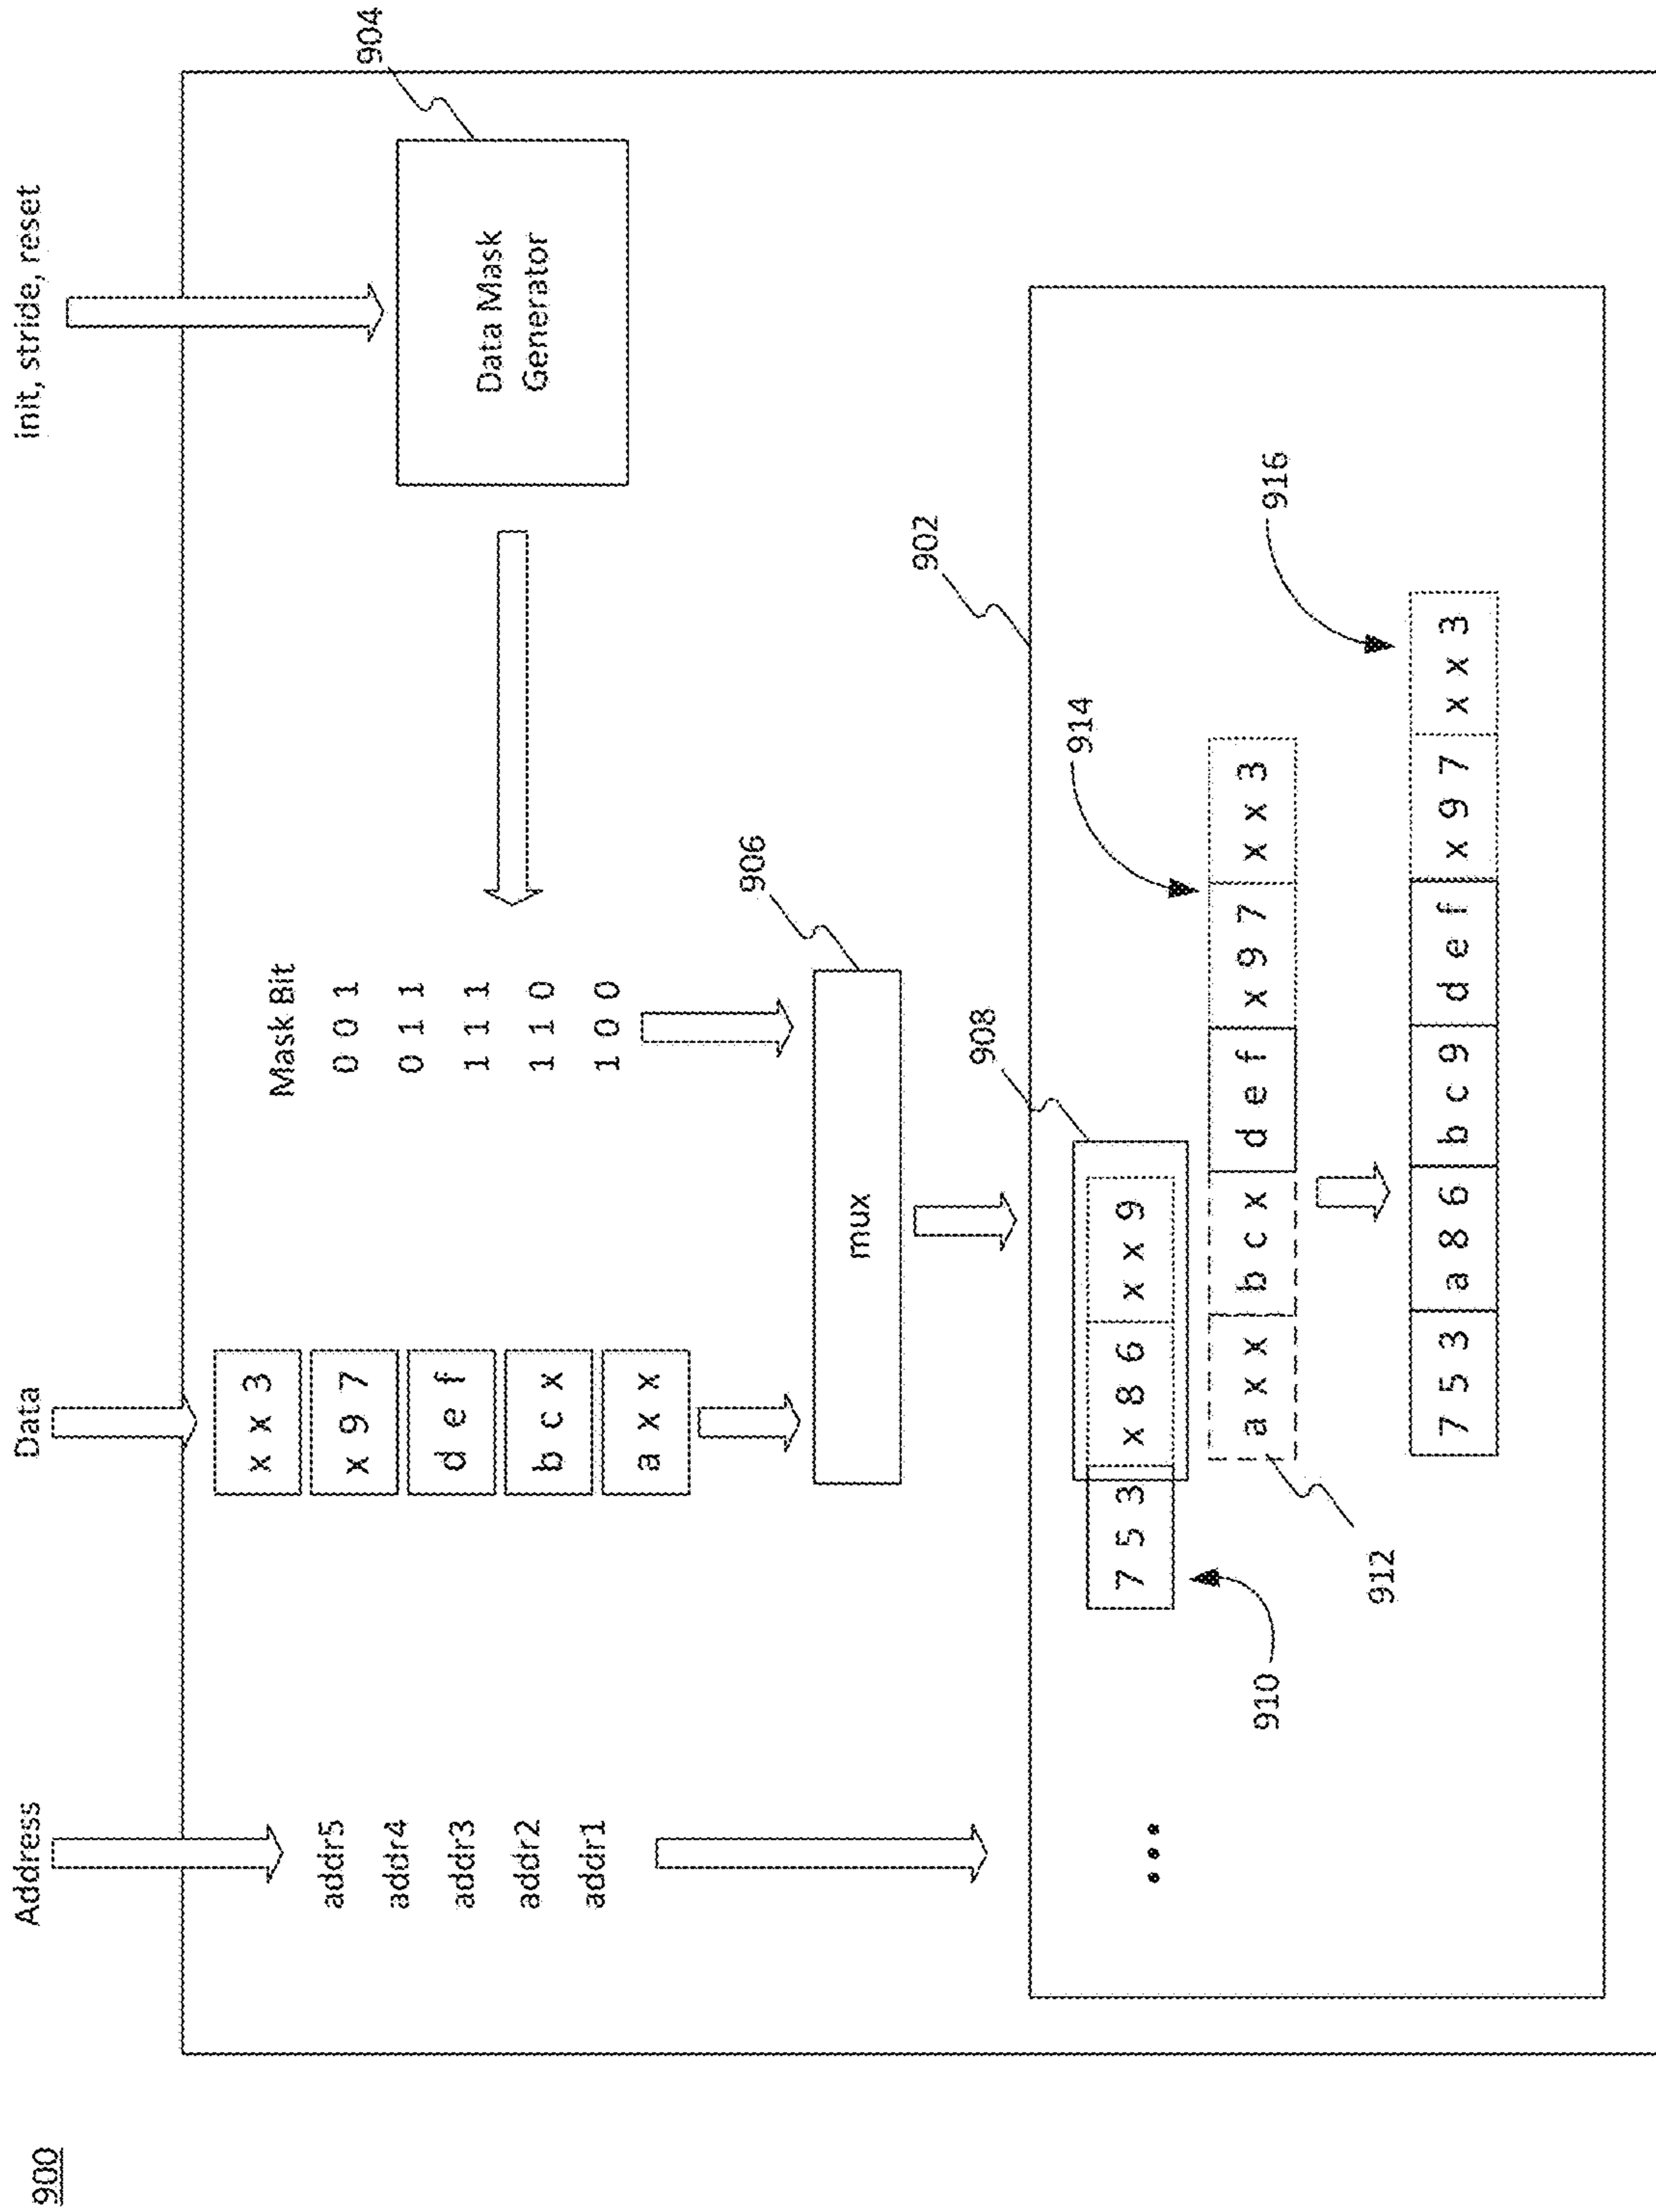 900
Address
Data
init, stride, reset
904
addr5
addr4
addr3
addr2
addr1
x x 3
x 9 7
d e f
b c x
a x x
Mask Bit
0 0 1
0 1 1
1 1 1
1 1 0
1 0 0
Data Mask
Generator
mux
906
902
908
...
7 5 3 x 8 6 x x 9
910
a x x b c x d e f x 9 7 x x 3
912
914
7 5 3 a 8 6 b c 9 d e f x 9 7 x x 3
916